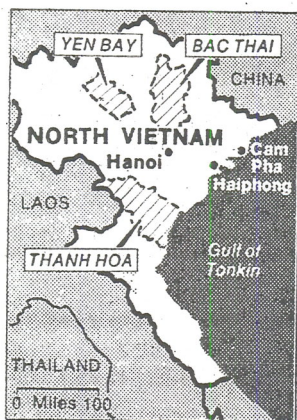 YEN BAY
BAC THAI
CHINA
NORTH VIETNAM
Hanoi
Cam
Pha
Haiphong
LAOS
Gulf of
Tonkin
THANH HOA
THAILAND
0 Miles 100